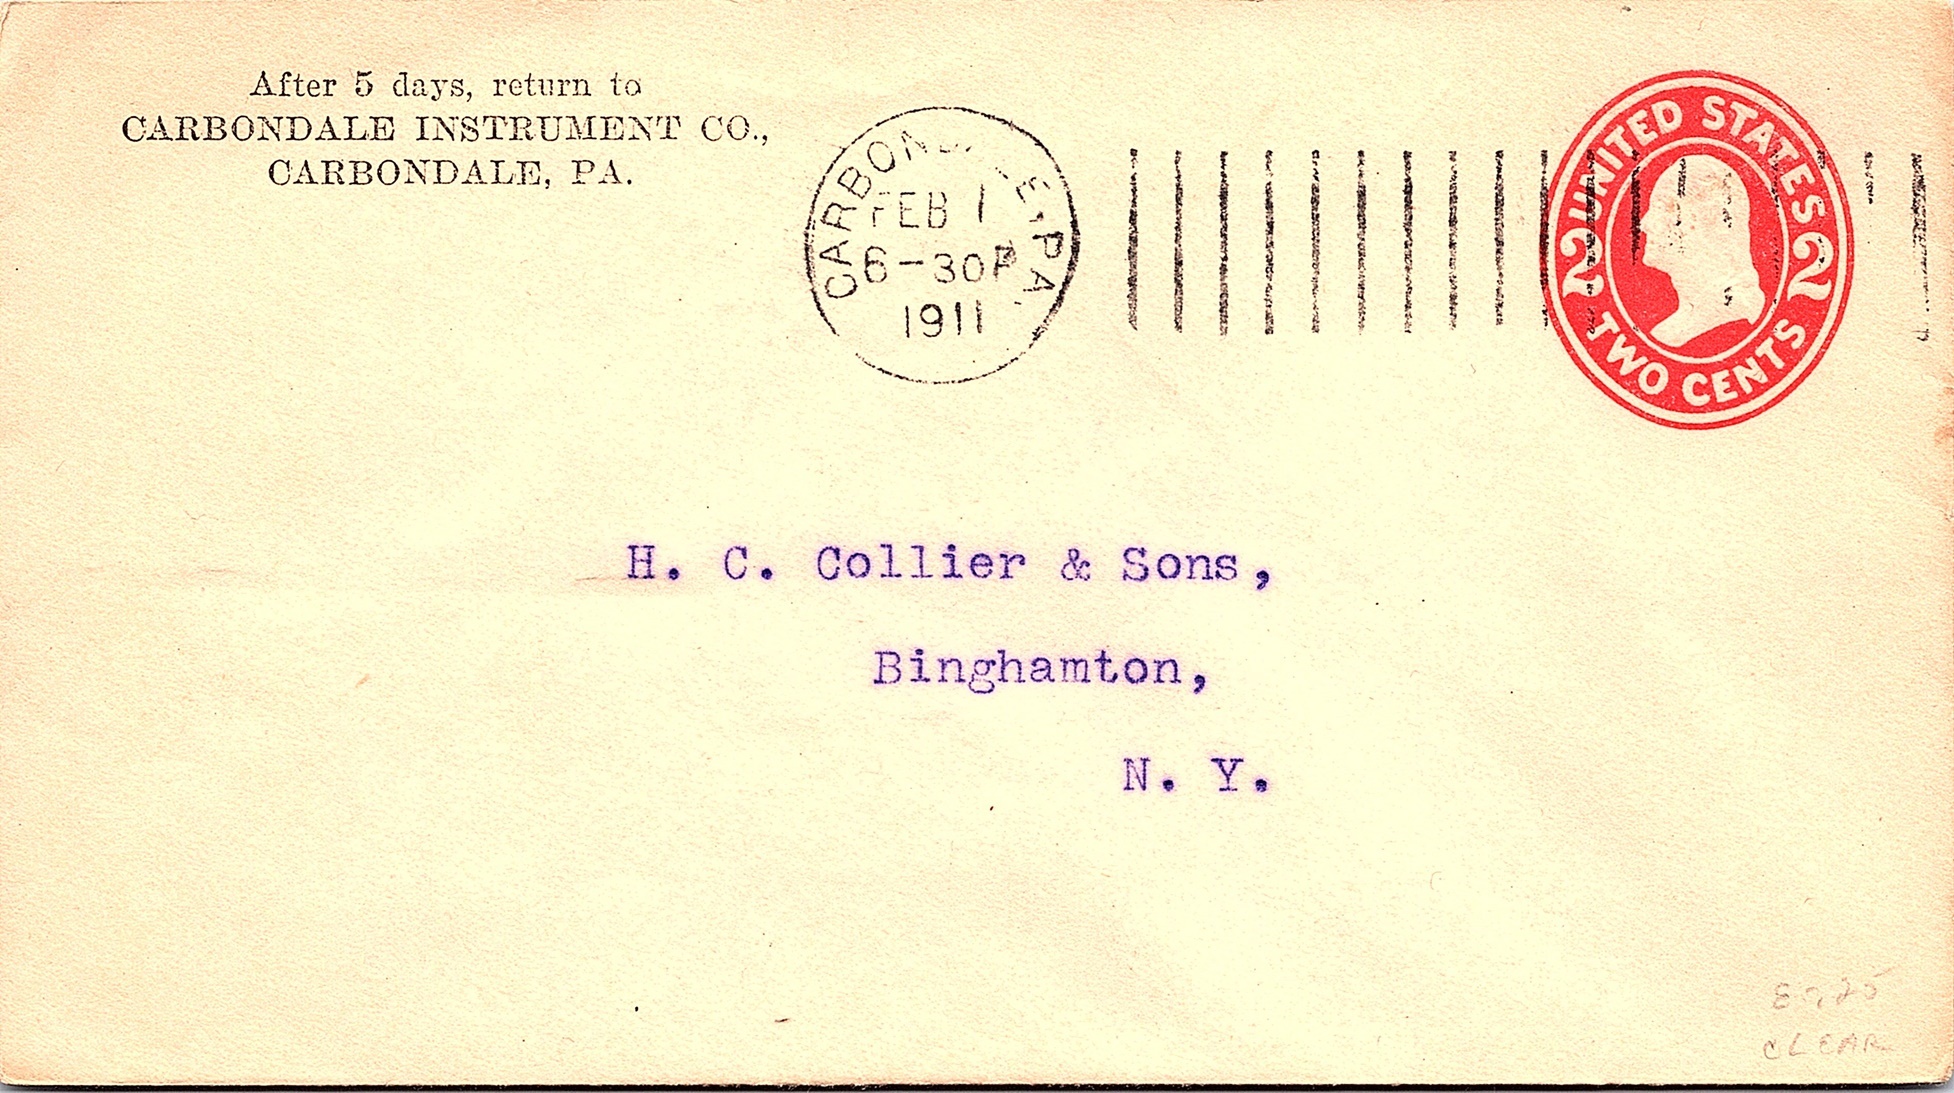 After 5 days, return to
CARBONDALE INSTRUMENT CO.,
CARBONDALE, PA.
CARBONDALE, PA.
FEB 1
6-30P
1911
UNITED STATES
2 2
TWO CENTS
H. C. Collier & Sons,
Binghamton,
N. Y.
CLEAR